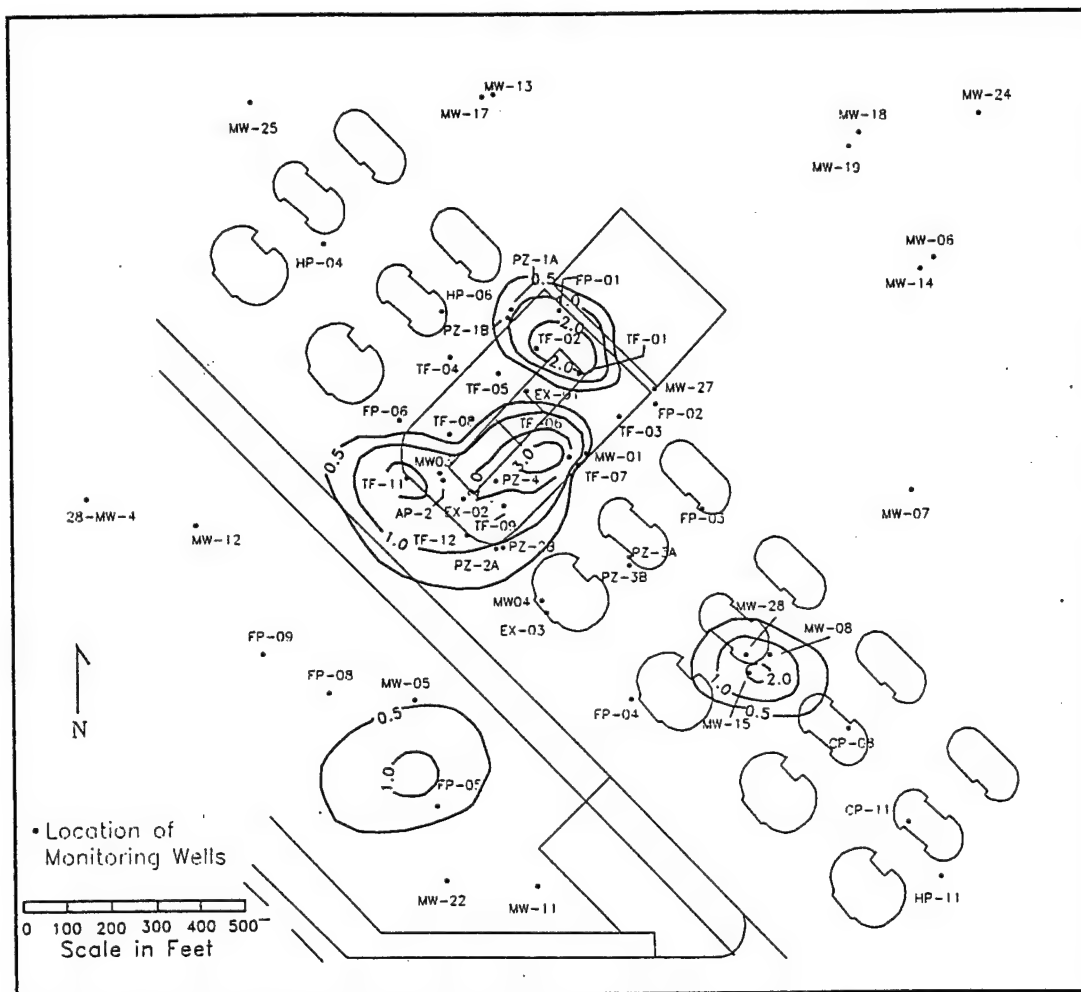 MW-13
MW-17
MW-24
MW-25
MW-18
MW-19
MW-06
PZ-1A
0.5
FP-01
HP-04
MW-14
HP-06
1.0
PZ-1B
2.0
TF-02
TF-01
TF-04
2.0
TF-05
MW-27
EX-01
FP-06
FP-02
TF-08
TF-06
TF-03
0.5
MW03
3.0
MW-01
TF-11
PZ-4
TF-07
28-MW-4
AP-2
EX-02
FP-03
MW-07
MW-12
TF-09
1.0
TF-12
PZ-2B
PZ-3A
PZ-2A
PZ-3B
MW04
MW-28
EX-03
MW-08
FP-09
FP-08
MW-05
2.0
1.0
N
0.5
FP-04
0.5
MW-15
CP-08
1.0
FP-05
CP-11
Location of
Monitoring Wells
MW-22
MW-11
HP-11
0 100 200 300 400 500
Scale in Feet